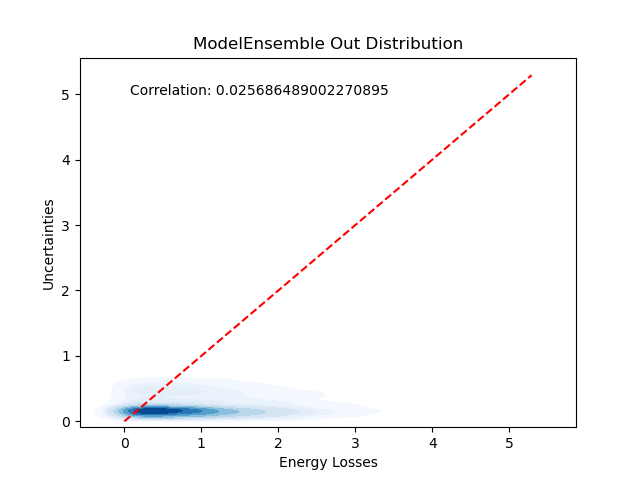 ModelEnsemble Out Distribution
Correlation: 0.025686489002270895
Uncertainties
5
4
3
2
1
0
0 1 2 3 4 5
Energy Losses